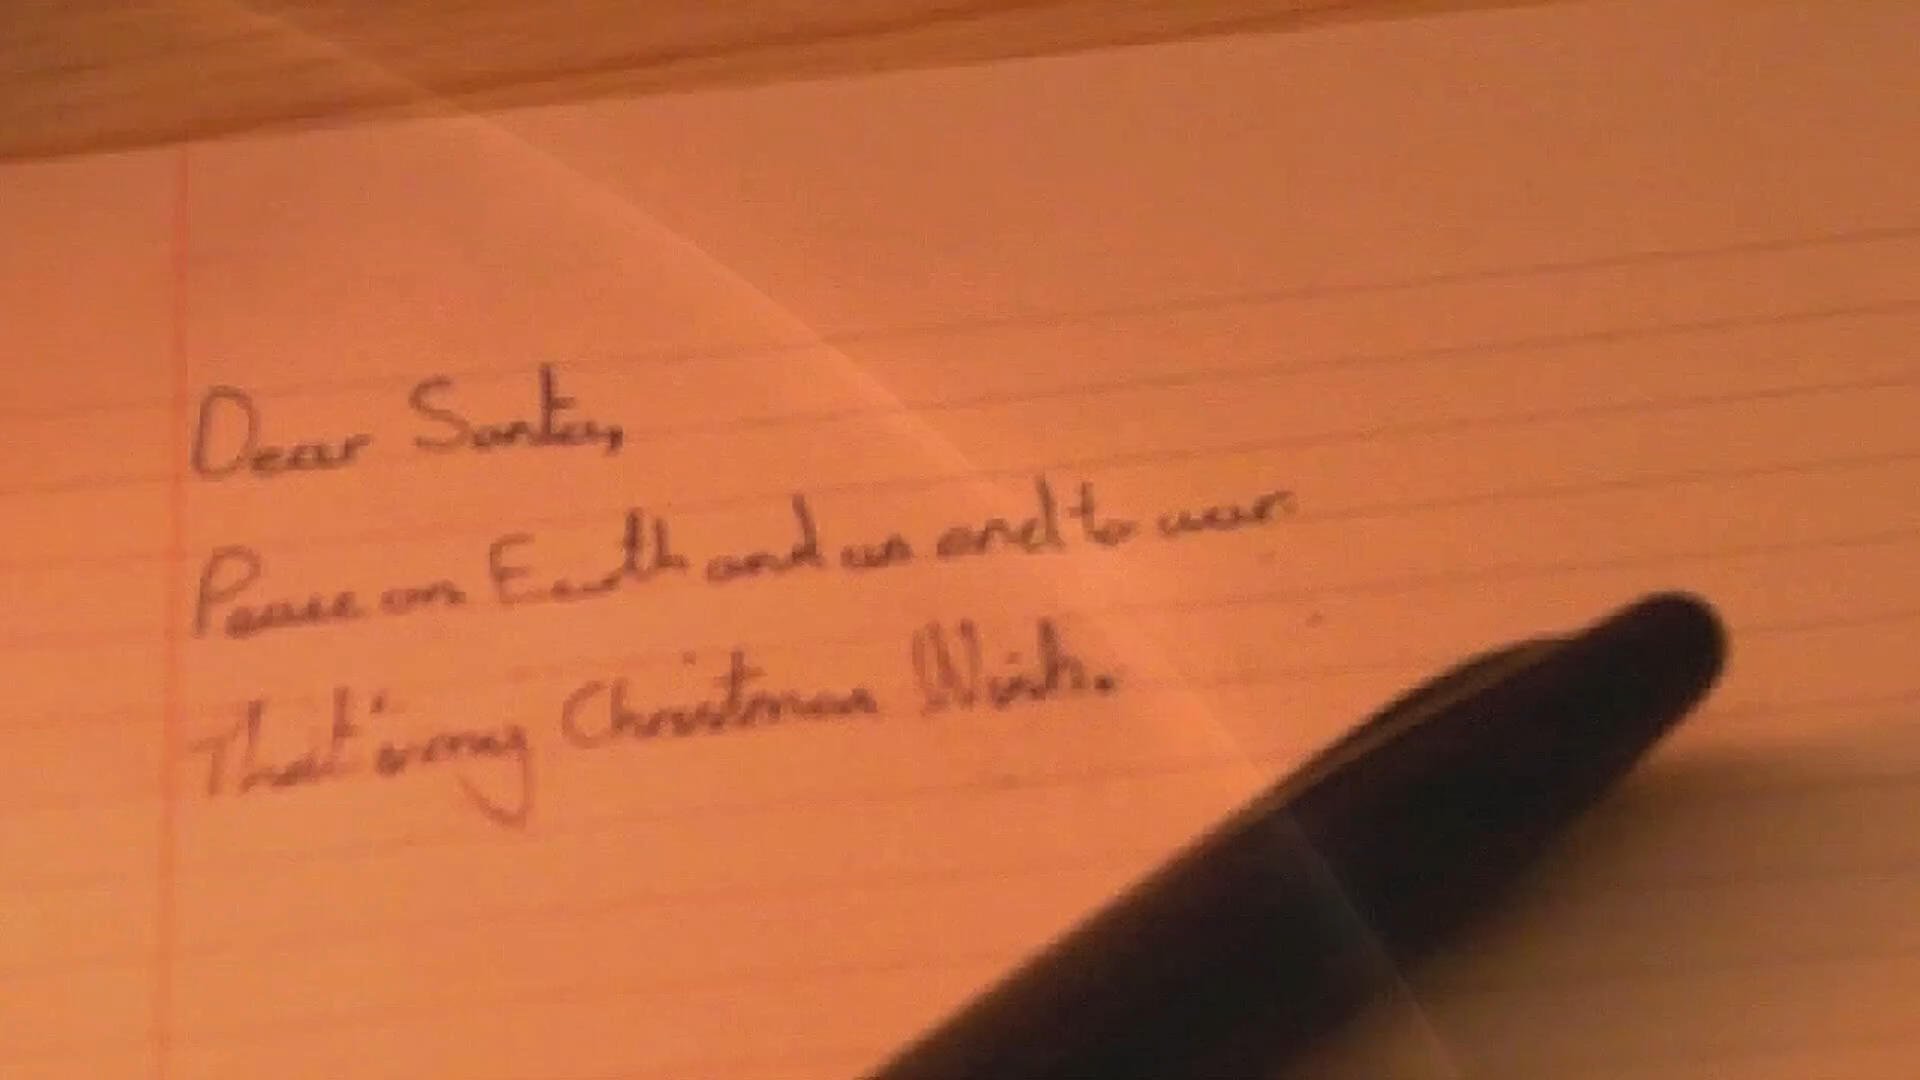 Dear Santa,
Peace on Earth and an end to war.
That's my Christmas Wish.